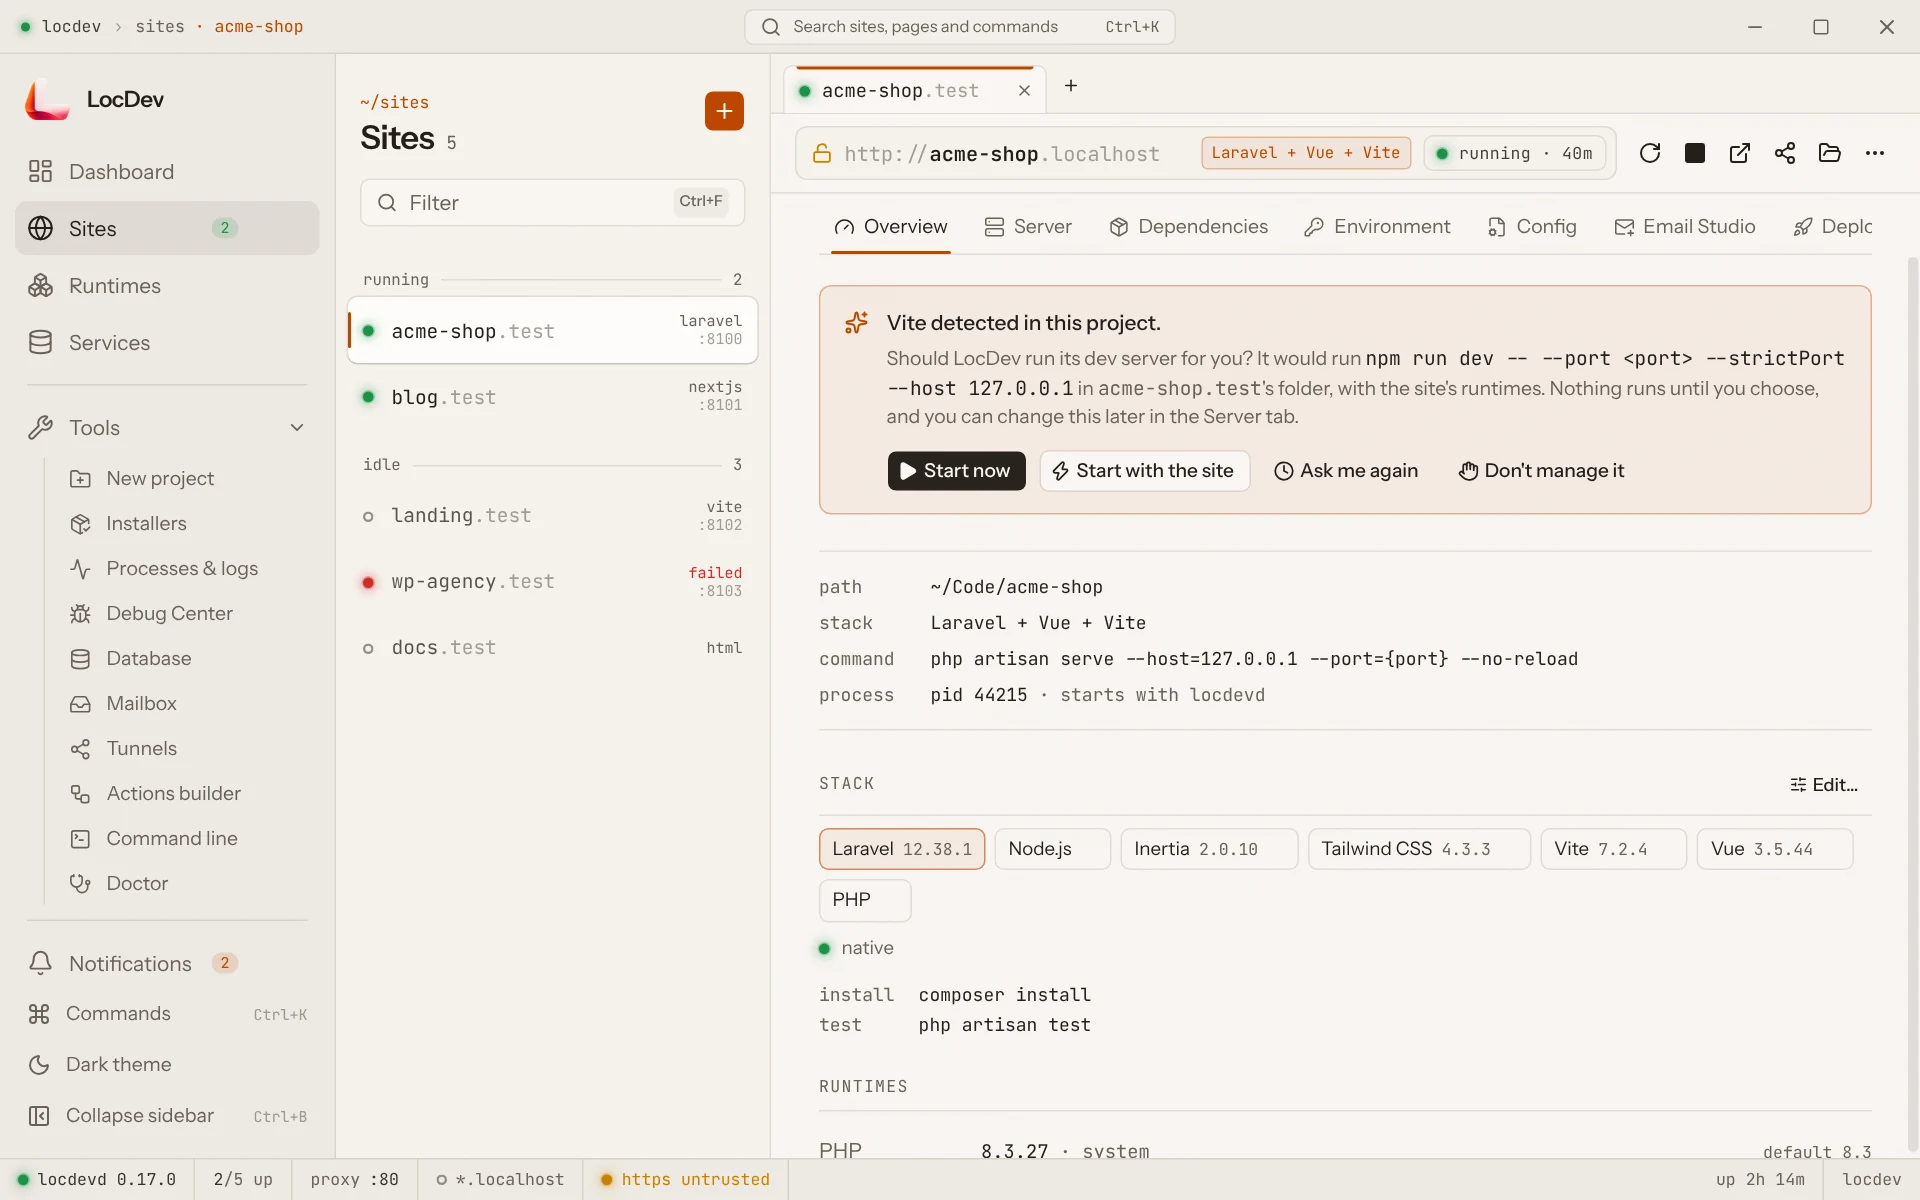 locdev › sites · acme-shop
Search sites, pages and commands Ctrl+K
LocDev
Dashboard
Sites 2
Runtimes
Services
Tools
New project
Installers
Processes & logs
Debug Center
Database
Mailbox
Tunnels
Actions builder
Command line
Doctor
Notifications 2
Commands Ctrl+K
Dark theme
Collapse sidebar Ctrl+B
~/sites
Sites 5
Filter Ctrl+F
running 2
acme-shop.test laravel :8100
blog.test nextjs :8101
idle 3
landing.test vite :8102
wp-agency.test failed :8103
docs.test html
acme-shop.test
http://acme-shop.localhost Laravel + Vue + Vite running · 40m
Overview Server Dependencies Environment Config Email Studio Deplo
Vite detected in this project.
Should LocDev run its dev server for you? It would run npm run dev -- --port <port> --strictPort
--host 127.0.0.1 in acme-shop.test's folder, with the site's runtimes. Nothing runs until you choose,
and you can change this later in the Server tab.
Start now Start with the site Ask me again Don't manage it
path ~/Code/acme-shop
stack Laravel + Vue + Vite
command php artisan serve --host=127.0.0.1 --port={port} --no-reload
process pid 44215 · starts with locdevd
STACK Edit...
Laravel 12.38.1 Node.js Inertia 2.0.10 Tailwind CSS 4.3.3 Vite 7.2.4 Vue 3.5.44
PHP
native
install composer install
test php artisan test
RUNTIMES
PHP 8.3.27 · system default 8.3
locdevd 0.17.0 2/5 up proxy :80 *.localhost https untrusted up 2h 14m locdev